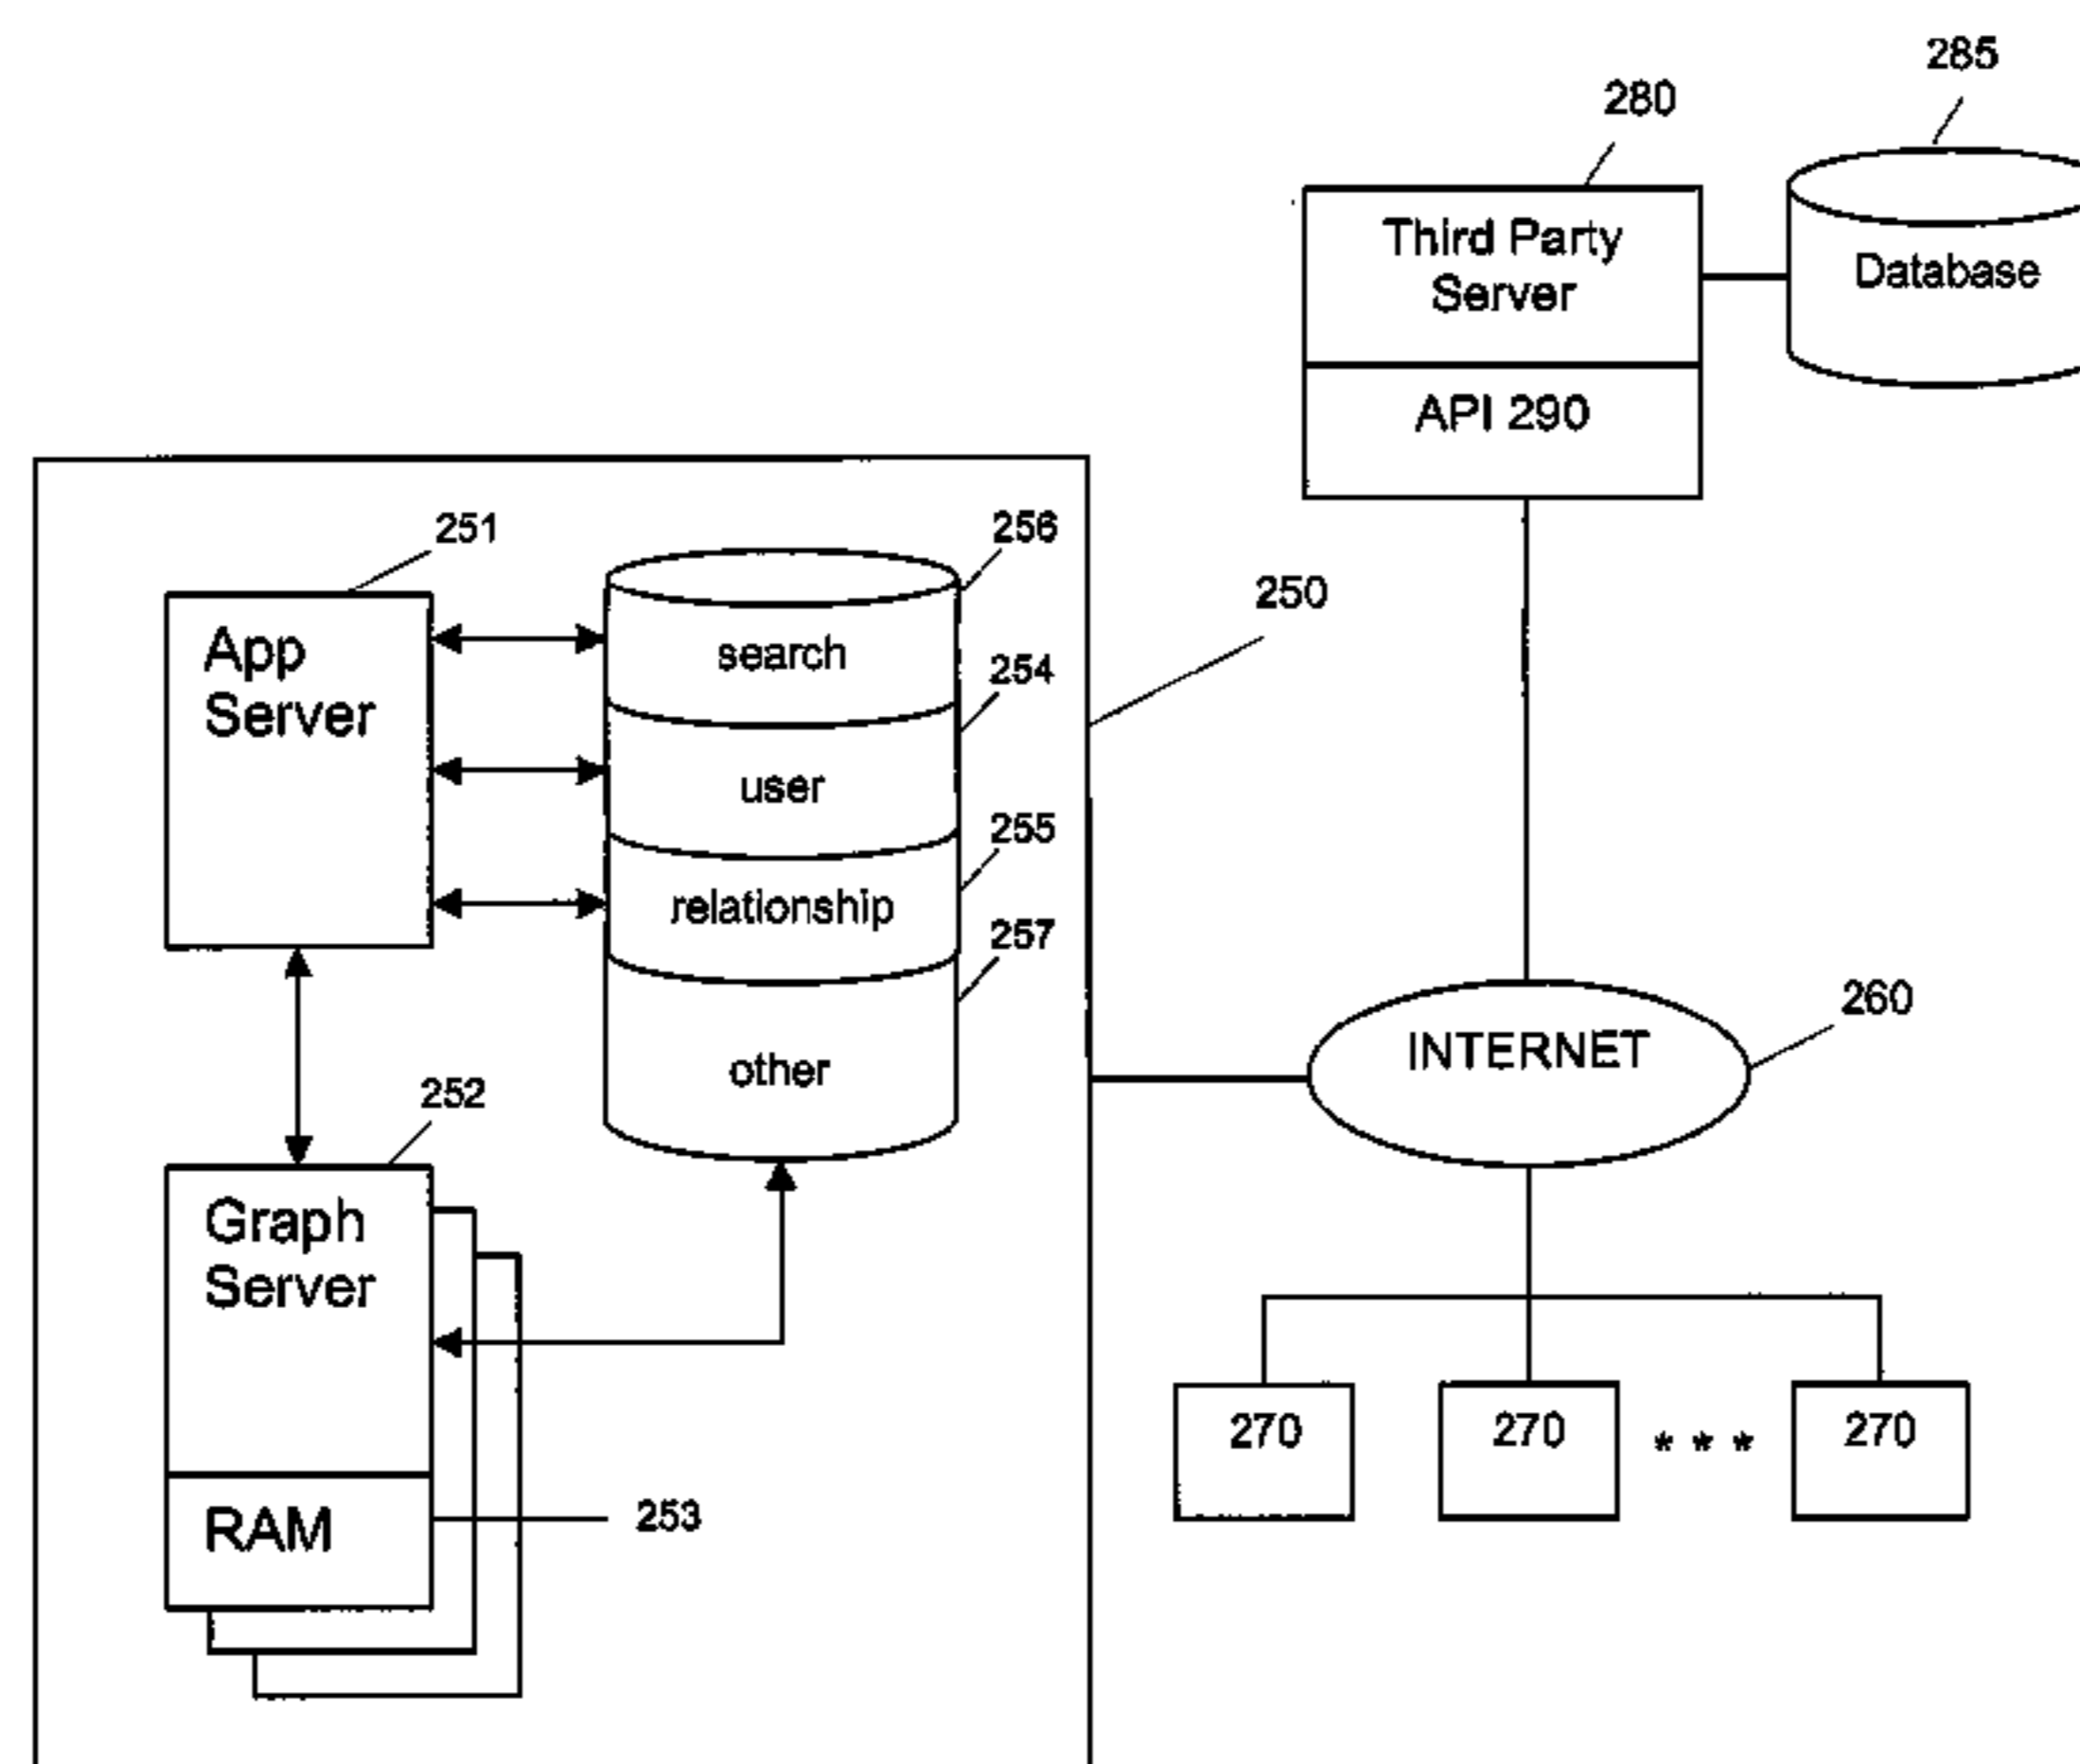 285
280
Third Party
Server
Database
API 290
251
256
App
Server
search
250
254
user
255
relationship
257
other
INTERNET
260
252
Graph
Server
RAM
253
270
270
* * *
270